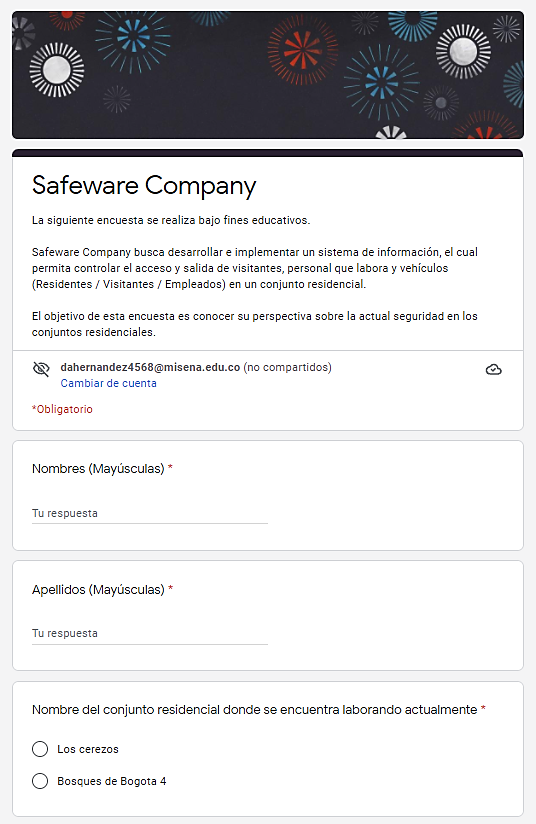 Safeware Company
La siguiente encuesta se realiza bajo fines educativos.
Safeware Company busca desarrollar e implementar un sistema de información, el cual
permita controlar el acceso y salida de visitantes, personal que labora y vehículos
(Residentes / Visitantes / Empleados) en un conjunto residencial.
El objetivo de esta encuesta es conocer su perspectiva sobre la actual seguridad en los
conjuntos residenciales.
dahernandez4568@misena.edu.co (no compartidos)
Cambiar de cuenta
*Obligatorio
Nombres (Mayúsculas) *
Tu respuesta
Apellidos (Mayúsculas) *
Tu respuesta
Nombre del conjunto residencial donde se encuentra laborando actualmente *
Los cerezos
Bosques de Bogota 4